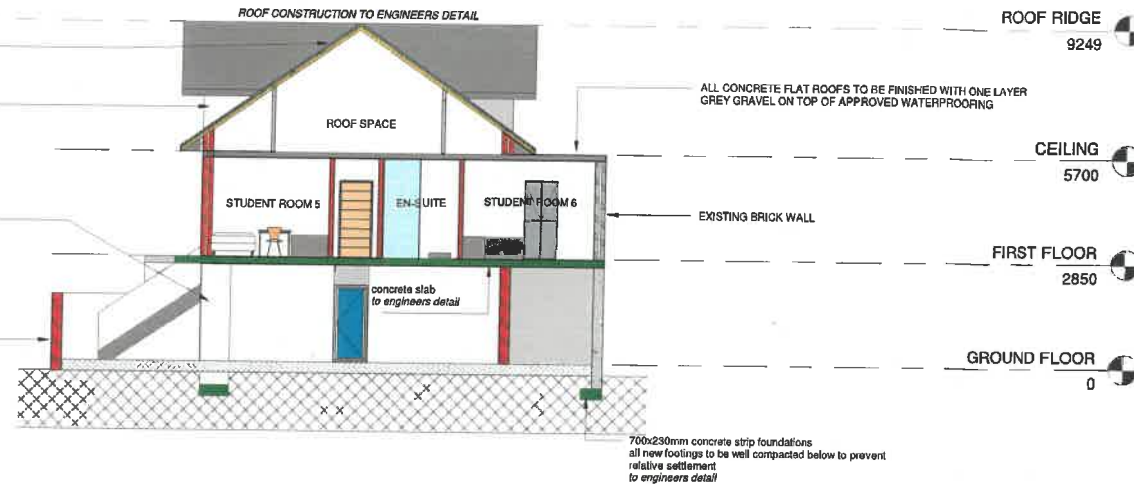 ROOF CONSTRUCTION TO ENGINEERS DETAIL
ROOF RIDGE
9249
ALL CONCRETE FLAT ROOFS TO BE FINISHED WITH ONE LAYER
GREY GRAVEL ON TOP OF APPROVED WATERPROOFING
ROOF SPACE
CEILING
5700
STUDENT ROOM 5
EN-SUITE
STUDENT ROOM 6
EXISTING BRICK WALL
FIRST FLOOR
2850
concrete slab
to engineers detail
GROUND FLOOR
0
700x230mm concrete strip foundations
all new footings to be well compacted below to prevent
relative settlement
to engineers detail